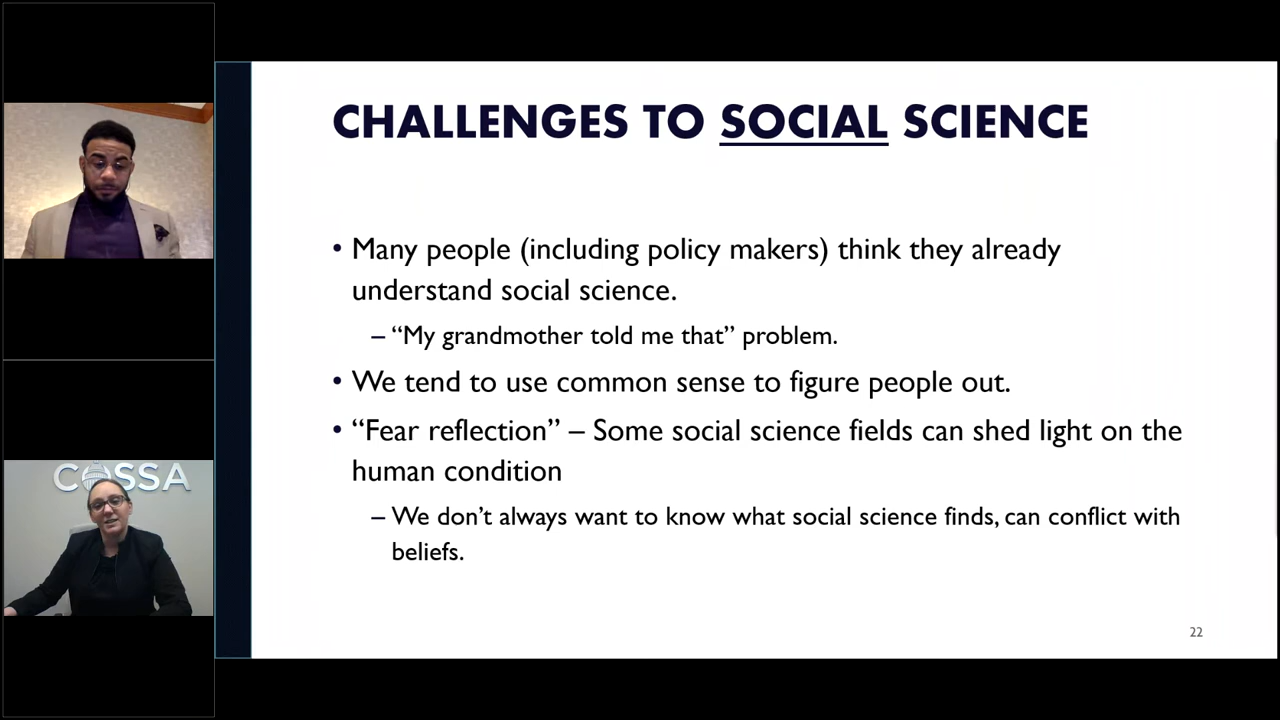 CHALLENGES TO SOCIAL SCIENCE
• Many people (including policy makers) think they already
understand social science.
– “My grandmother told me that” problem.
• We tend to use common sense to figure people out.
• “Fear reflection” – Some social science fields can shed light on the
human condition
– We don’t always want to know what social science finds, can conflict with
beliefs.
22
COSSA